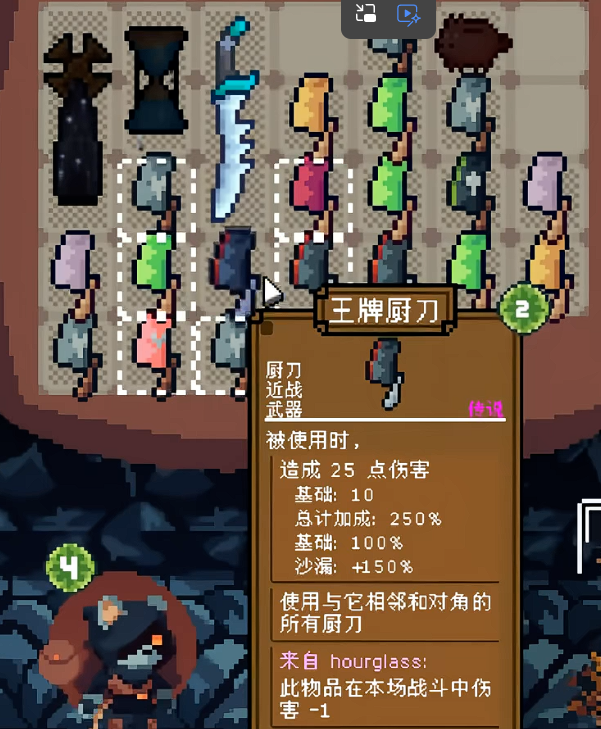 王牌厨刀
2
厨刀
近战
武器
传说
被使用时，
造成 25 点伤害
基础: 10
总计加成: 250%
基础: 100%
沙漏: +150%
使用与它相邻和对角的
所有厨刀
来自 hourglass:
此物品在本场战斗中伤
害 -1
4